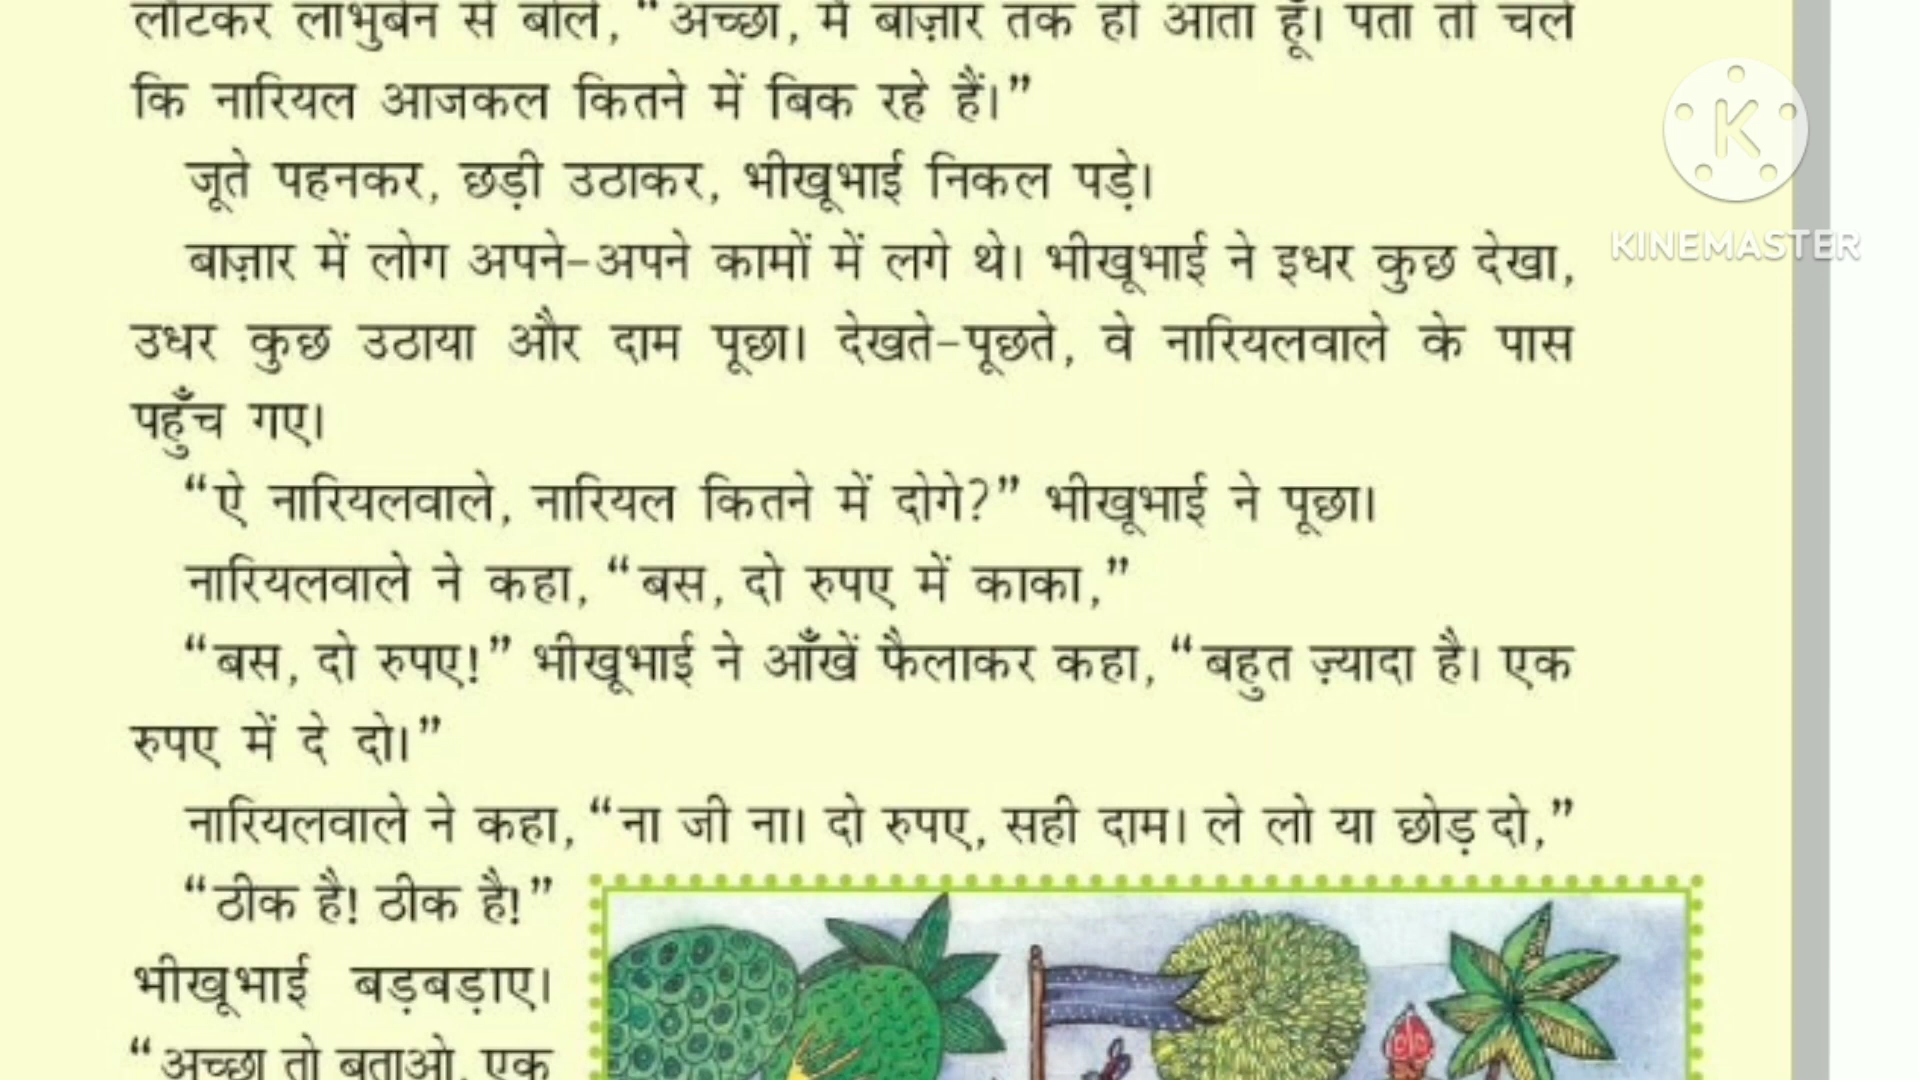 लौटकर लाभुबेन से बोले, “अच्छा, मैं बाज़ार तक हो आता हूँ। पता तो चले
कि नारियल आजकल कितने में बिक रहे हैं।”
जूते पहनकर, छड़ी उठाकर, भीखूभाई निकल पड़े।
बाज़ार में लोग अपने-अपने कामों में लगे थे। भीखूभाई ने इधर कुछ देखा,
उधर कुछ उठाया और दाम पूछा। देखते-पूछते, वे नारियलवाले के पास
पहुँच गए।
“ऐ नारियलवाले, नारियल कितने में दोगे?” भीखूभाई ने पूछा।
नारियलवाले ने कहा, “बस, दो रुपए में काका,”
“बस, दो रुपए!” भीखूभाई ने आँखें फैलाकर कहा, “बहुत ज़्यादा है। एक
रुपए में दे दो।”
नारियलवाले ने कहा, “ना जी ना। दो रुपए, सही दाम। ले लो या छोड़ दो,”
“ठीक है! ठीक है!”
भीखूभाई बड़बड़ाए।
“अच्छा तो बताओ, एक
K
KINEMASTER